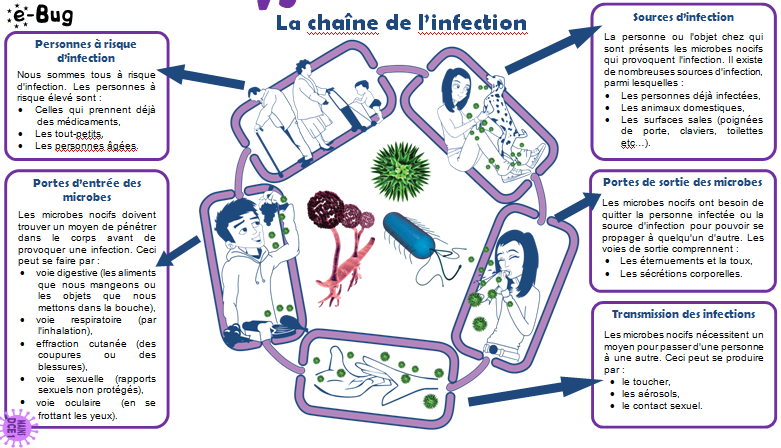 e-Bug
La chaîne de l'infection
Personnes à risque
d'infection
Nous sommes tous à risque
d'infection. Les personnes à
risque élevé sont :
• Celles qui prennent déjà
des médicaments,
• Les tout-petits,
• Les personnes âgées.
Portes d'entrée des
microbes
Les microbes nocifs doivent
trouver un moyen de pénétrer
dans le corps avant de
provoquer une infection. Ceci
peut se faire par :
• voie digestive (les aliments
que nous mangeons ou
les objets que nous
mettons dans la bouche),
• voie respiratoire (par
l'inhalation),
• effraction cutanée (des
coupures ou des
blessures),
• voie sexuelle (rapports
sexuels non protégés),
• voie oculaire (en se
frottant les yeux).
Sources d'infection
La personne ou l'objet chez qui
sont présents les microbes nocifs
qui provoquent l'infection. Il existe
de nombreuses sources d'infection,
parmi lesquelles :
• Les personnes déjà infectées,
• Les animaux domestiques,
• Les surfaces sales (poignées
de porte, claviers, toilettes
etc...).
Portes de sortie des microbes
Les microbes nocifs ont besoin de
quitter la personne infectée ou la
source d'infection pour pouvoir se
propager à quelqu'un d'autre. Les
voies de sortie comprennent :
• Les éternuements et la toux,
• Les sécrétions corporelles.
Transmission des infections
Les microbes nocifs nécessitent un
moyen pour passer d'une personne
à une autre. Ceci peut se produire
par :
• le toucher,
• les aérosols,
• le contact sexuel.
MINI
DCEI